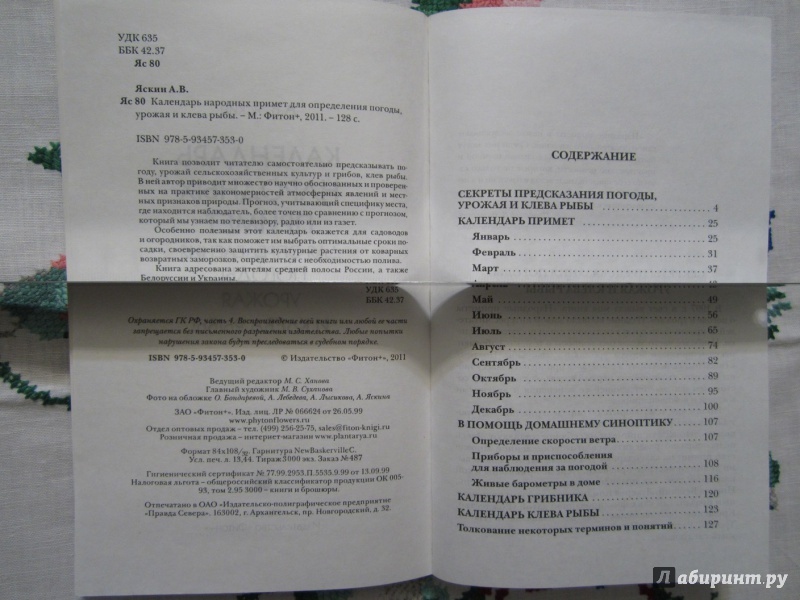 УДК 635
ББК 42.37
Яс 80
Яскин А.В.
Яс 80 Календарь народных примет для определения погоды,
урожая и клева рыбы. – М.: Фитон+, 2011. – 128 с.
ISBN 978-5-93457-353-0
Книга позволит читателю самостоятельно предсказывать по-
году, урожай сельскохозяйственных культур и грибов, клев рыбы.
В ней автор приводит множество научно обоснованных и проверен-
ных на практике закономерностей атмосферных явлений и мест-
ных признаков природы. Прогноз, учитывающий специфику места,
где находится наблюдатель, более точен по сравнению с прогнозом,
который мы узнаем по телевизору, радио или из газет.
Особенно полезным этот календарь окажется для садоводов
и огородников, так как поможет им выбрать оптимальные сроки по-
садки, своевременно защитить культурные растения от коварных
возвратных заморозков, определиться с необходимостью полива.
Книга адресована жителям средней полосы России, а также
Белоруссии и Украины.
УДК 635
ББК 42.37
Охраняется ГК РФ, часть 4. Воспроизведение всей книги или любой ее части
запрещается без письменного разрешения издательства. Любые попытки
нарушения закона будут преследоваться в судебном порядке.
ISBN 978-5-93457-353-0 © Издательство «Фитон+», 2011
Ведущий редактор М. С. Ханова
Главный художник М. В. Сухякова
Фото на обложке О. Бондаревой, А. Лебедева, А. Лысикова, А. Яскина
ЗАО «Фитон+». Изд. лиц. ЛР № 066624 от 26.05.99
www.phytonflowers.ru
Отдел оптовых продаж – тел. (499) 256-25-75, sales@fiton-knigi.ru
Розничная продажа – интернет-магазин www.plantarya.ru
Формат 84х108/32. Гарнитура NewBaskervilleC.
Усл. печ. л. 13,44. Тираж 3000 экз. Заказ №487
Гигиенический сертификат № 77.99.2953.П.3535.9.99 от 13.09.99
Налоговая льгота – общероссийский классификатор продукции ОК 005-
93, том 2.95 3000 – книги и брошюры.
Отпечатано в ОАО «Издательско-полиграфическое предприятие
«Правда Севера». 163002, г. Архангельск, пр. Новгородский, д. 32.
СОДЕРЖАНИЕ
СЕКРЕТЫ ПРЕДСКАЗАНИЯ ПОГОДЫ,
УРОЖАЯ И КЛЕВА РЫБЫ 4
КАЛЕНДАРЬ ПРИМЕТ 25
Январь 25
Февраль 31
Март 37
Май 49
Июнь 56
Июль 65
Август 74
Сентябрь 82
Октябрь 89
Ноябрь 95
Декабрь 100
В ПОМОЩЬ ДОМАШНЕМУ СИНОПТИКУ 107
Определение скорости ветра 107
Приборы и приспособления
для наблюдения за погодой 108
Живые барометры в доме 116
КАЛЕНДАРЬ ГРИБНИКА 120
КАЛЕНДАРЬ КЛЕВА РЫБЫ 123
Толкование некоторых терминов и понятий 127
Лабиринт.ру